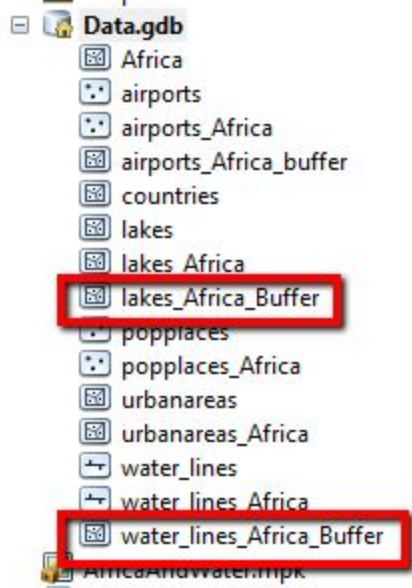 Data.gdb
Africa
airports
airports_Africa
airports_Africa_buffer
countries
lakes
lakes_Africa
lakes_Africa_Buffer
popplaces
popplaces_Africa
urbanareas
urbanareas_Africa
water_lines
water_lines_Africa
water_lines_Africa_Buffer
AfricaAndWater.mpk